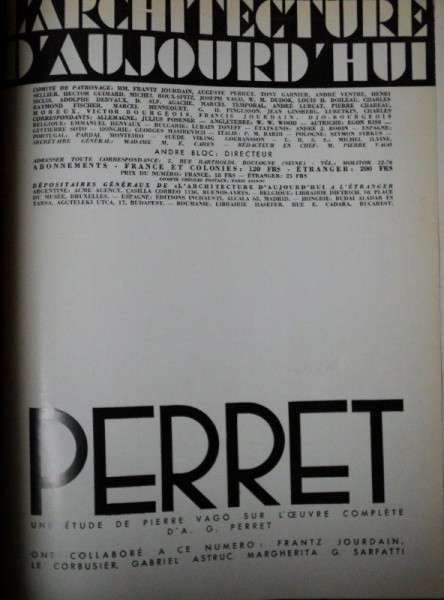 L'ARCHITECTURE
D'AUJOURD'HUI
COMITÉ DE PATRONAGE: MM. FRANTZ JOURDAIN, AUGUSTE PERRET, TONY GARNIER, ANDRÉ VENTRE, HENRI
SELLIER, HECTOR GUIMARD, MICHEL ROUX-SPITZ, JOSEPH VAGO, W. M. DUDOK, LOUIS H. BOILEAU, CHARLES
SICLIS, ADOLPHE DERVAUX, D. ALF. AGACHE, MARCEL TEMPORAL, ANDRÉ LURÇAT, PIERRE CHAREAU,
RAYMOND FISCHER, MARCEL HENNEQUET, G. H. PINGUSSON, JEAN GINSBERG, LUBETKIN, CHARLES
MOREUX, VICTOR BOURGEOIS, FRANCIS JOURDAIN, DJO-BOURGEOIS
CORRESPONDANTS: ALLEMAGNE: JULIUS POSENER — ANGLETERRE: W. W. WOOD — AUTRICHE: EGON RISS —
BELGIQUE: EMMANUEL DENVAUX — BULGARIE: LUBAIN TONEFF — ETATS-UNIS: ANDRÉ J. ROBIN — ESPAGNE:
GUTIERRE SOTO — HONGRIE: GEORGES MASIREVICH — ITALIE: P. M. BARDI — POLOGNE: SZYMON SYRKUS —
PORTUGAL: PARDAL MONTEIRO SUÈDE VIKING GOERANSSON — U. R. S. S.: MICHEL ILYINE.
SECRÉTAIRE GÉNÉRAL: MADAME M. E. CAHEN — RÉDACTEUR EN CHEF: M. PIERRE VAGO
ANDRÉ BLOC: DIRECTEUR
ADRESSER TOUTE CORRESPONDANCE: 5, RUE BARTHOLDI, BOULOGNE (SEINE) - TÉL.: MOLITOR
ABONNEMENTS - FRANCE ET COLONIES: 120 FRS - ÉTRANGER: 200 FRS
PRIX DU NUMÉRO: FRANCE: 18 FRS — ÉTRANGER: 25 FRS
COMPTE CHÈQUES POSTAUX: PARIS
DÉPOSITAIRES GÉNÉRAUX DE «L'ARCHITECTURE D'AUJOURD'HUI A L'ÉTRANGER
ARGENTINE: ACME AGENCY, CASILLA CORREO 1136, BUENOS-AYRES. — BELGIQUE: LIBRAIRIE DIETRICH, 10, PLACE
DU MUSÉE, BRUXELLES. — ESPAGNE: ÉDITIONS INCHAUSTI, ALCALA 63, MADRID. — HONGRIE: BUDAI ALADAR ÉS
TARSA, AGGTELEKI UTCA, 17, BUDAPEST. — ROUMANIE: LIBRAIRIE HASEFER, RUE E. CARADA, BUCAREST.
PERRET
UNE ÉTUDE DE PIERRE VAGO SUR L'ŒUVRE COMPLÈTE
D'A. G. PERRET
ONT COLLABORÉ A CE NUMERO: FRANTZ JOURDAIN,
LE CORBUSIER, GABRIEL ASTRUC, MARGHERITA G. SARFATTI